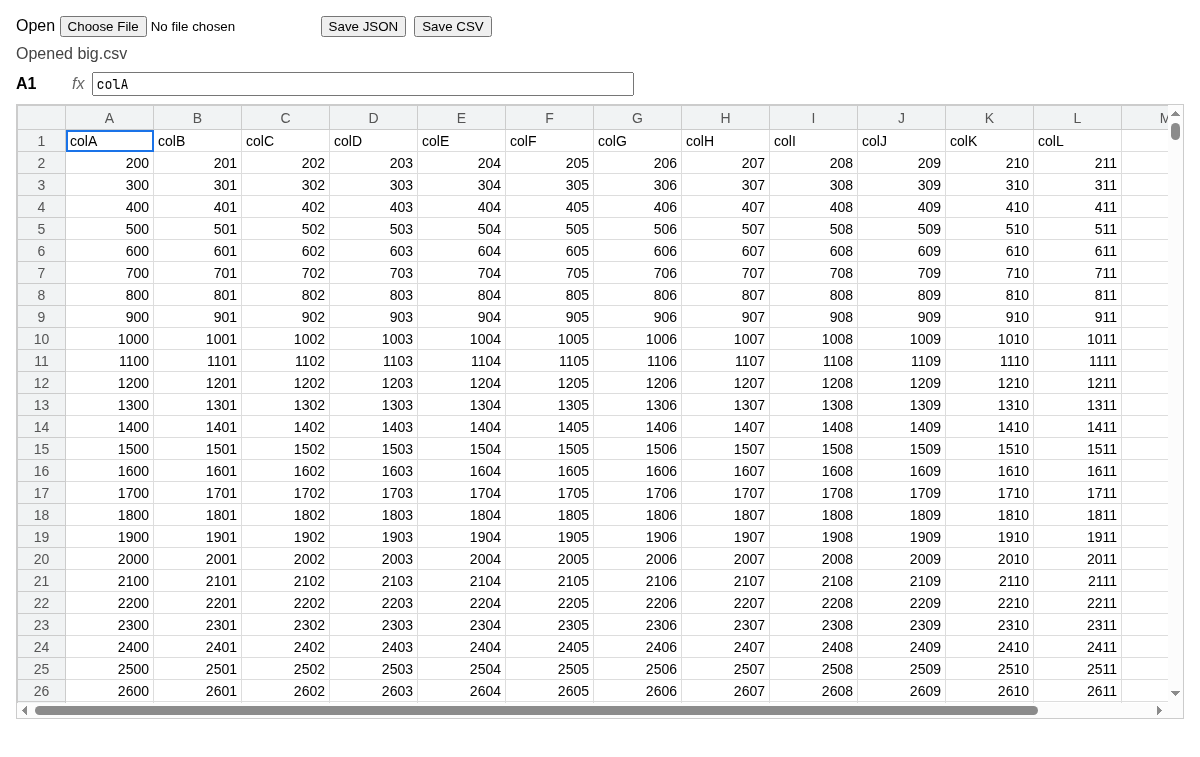 Open Choose File No file chosen Save JSON Save CSV
Opened big.csv
A1 fx colA
A B C D E F G H I J K L M
1 colA colB colC colD colE colF colG colH colI colJ colK colL
2 200 201 202 203 204 205 206 207 208 209 210 211
3 300 301 302 303 304 305 306 307 308 309 310 311
4 400 401 402 403 404 405 406 407 408 409 410 411
5 500 501 502 503 504 505 506 507 508 509 510 511
6 600 601 602 603 604 605 606 607 608 609 610 611
7 700 701 702 703 704 705 706 707 708 709 710 711
8 800 801 802 803 804 805 806 807 808 809 810 811
9 900 901 902 903 904 905 906 907 908 909 910 911
10 1000 1001 1002 1003 1004 1005 1006 1007 1008 1009 1010 1011
11 1100 1101 1102 1103 1104 1105 1106 1107 1108 1109 1110 1111
12 1200 1201 1202 1203 1204 1205 1206 1207 1208 1209 1210 1211
13 1300 1301 1302 1303 1304 1305 1306 1307 1308 1309 1310 1311
14 1400 1401 1402 1403 1404 1405 1406 1407 1408 1409 1410 1411
15 1500 1501 1502 1503 1504 1505 1506 1507 1508 1509 1510 1511
16 1600 1601 1602 1603 1604 1605 1606 1607 1608 1609 1610 1611
17 1700 1701 1702 1703 1704 1705 1706 1707 1708 1709 1710 1711
18 1800 1801 1802 1803 1804 1805 1806 1807 1808 1809 1810 1811
19 1900 1901 1902 1903 1904 1905 1906 1907 1908 1909 1910 1911
20 2000 2001 2002 2003 2004 2005 2006 2007 2008 2009 2010 2011
21 2100 2101 2102 2103 2104 2105 2106 2107 2108 2109 2110 2111
22 2200 2201 2202 2203 2204 2205 2206 2207 2208 2209 2210 2211
23 2300 2301 2302 2303 2304 2305 2306 2307 2308 2309 2310 2311
24 2400 2401 2402 2403 2404 2405 2406 2407 2408 2409 2410 2411
25 2500 2501 2502 2503 2504 2505 2506 2507 2508 2509 2510 2511
26 2600 2601 2602 2603 2604 2605 2606 2607 2608 2609 2610 2611